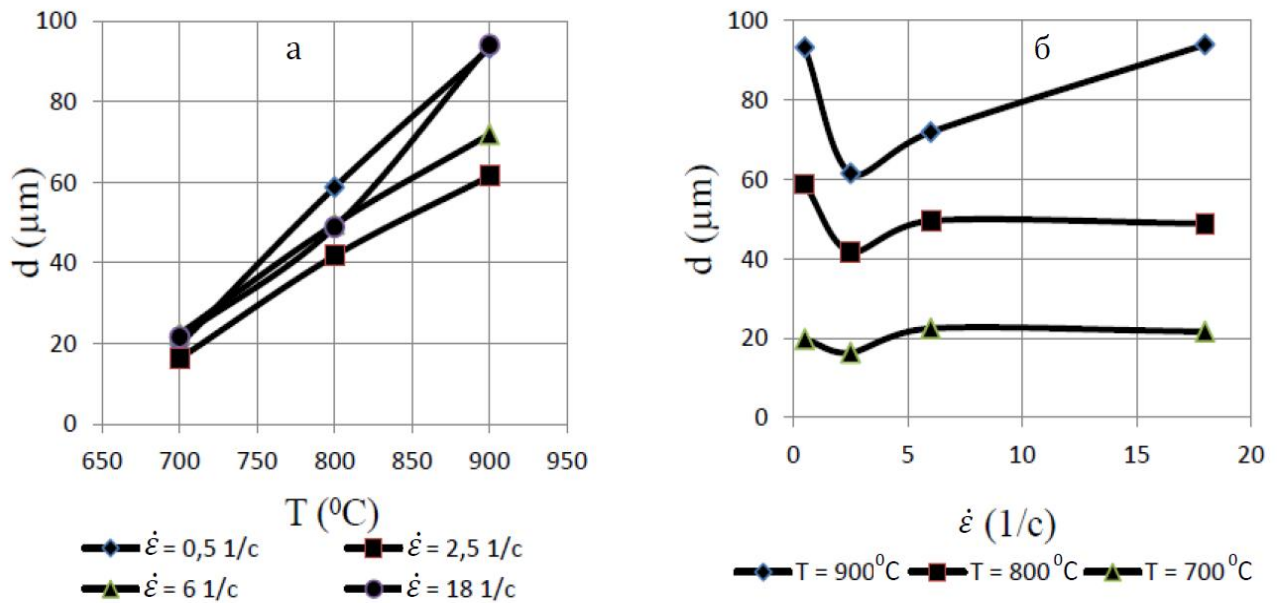 а
100
80
60
40
20
0
d (µm)
650 700 750 800 850 900 950
T (⁰C)
ε̇ = 0,5 1/c
ε̇ = 2,5 1/c
ε̇ = 6 1/c
ε̇ = 18 1/c
б
100
80
60
40
20
0
d (µm)
0 5 10 15 20
ε̇ (1/c)
T = 900⁰C T = 800⁰C T = 700⁰C